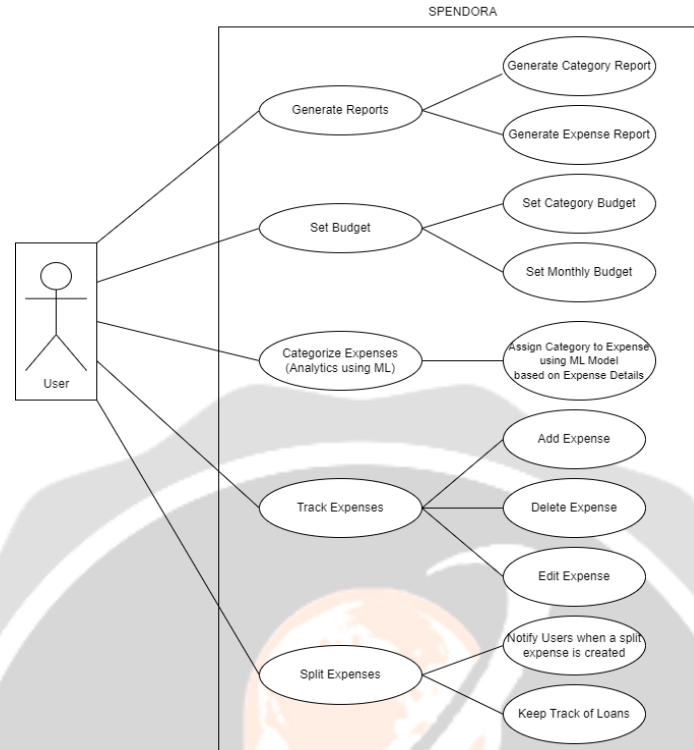 SPENDORA
Generate Category Report
Generate Reports
Generate Expense Report
Set Category Budget
Set Budget
Set Monthly Budget
User
Categorize Expenses
(Analytics using ML)
Assign Category to Expense
using ML Model
based on Expense Details
Add Expense
Track Expenses
Delete Expense
Edit Expense
Notify Users when a split
expense is created
Split Expenses
Keep Track of Loans